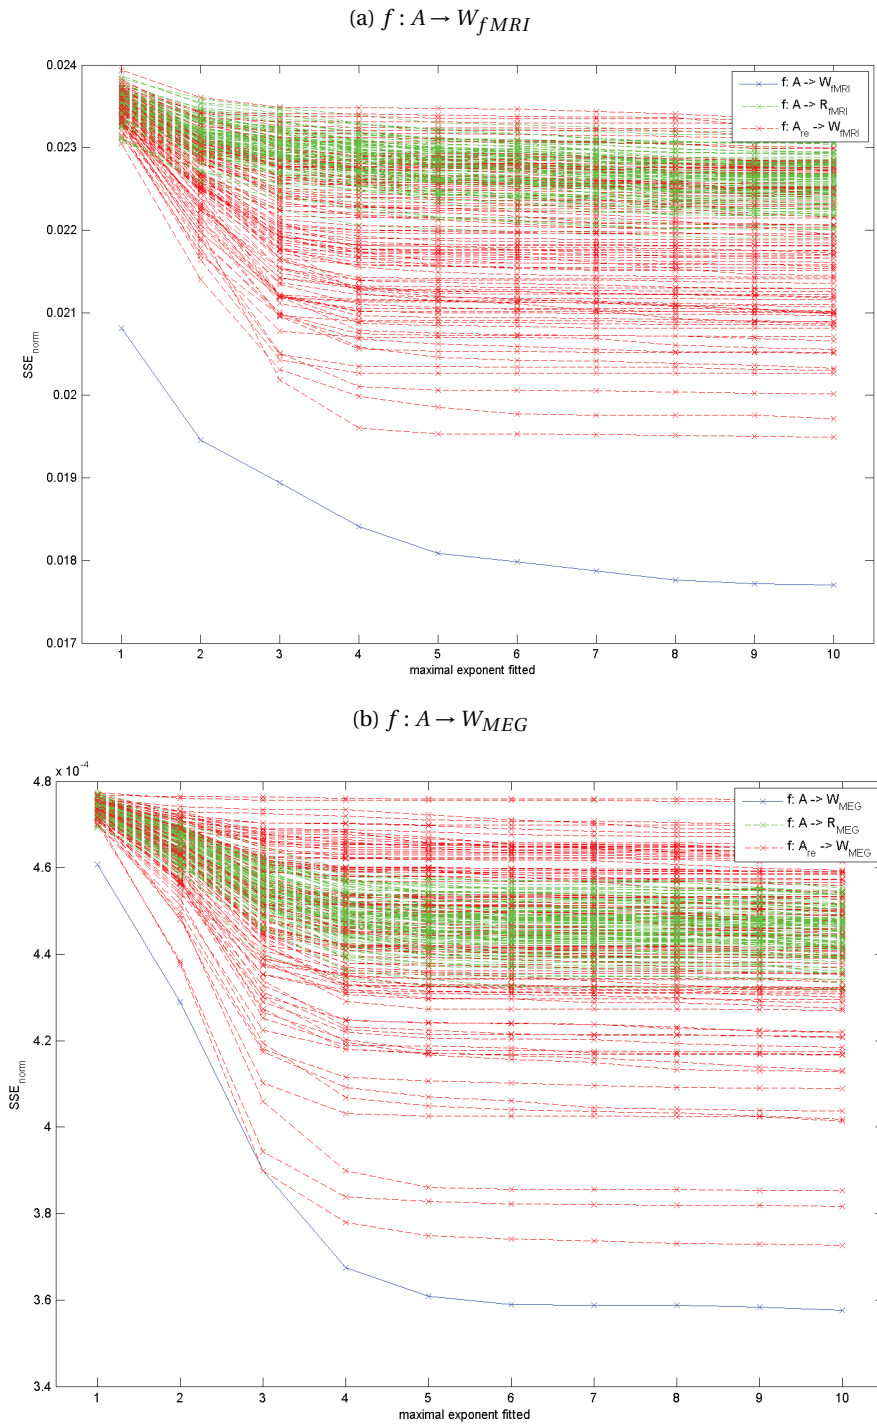 (a) f : A → W_fMRI
0.024
0.023
0.022
0.021
0.02
0.019
0.018
0.017
SSE_norm
f: A -> W_fMRI
f: A -> R_fMRI
f: A_re -> W_fMRI
1 2 3 4 5 6 7 8 9 10
maximal exponent fitted
(b) f : A → W_MEG
x 10^-4
4.8
4.6
4.4
4.2
4
3.8
3.6
3.4
SSE_norm
f: A -> W_MEG
f: A -> R_MEG
f: A_re -> W_MEG
1 2 3 4 5 6 7 8 9 10
maximal exponent fitted